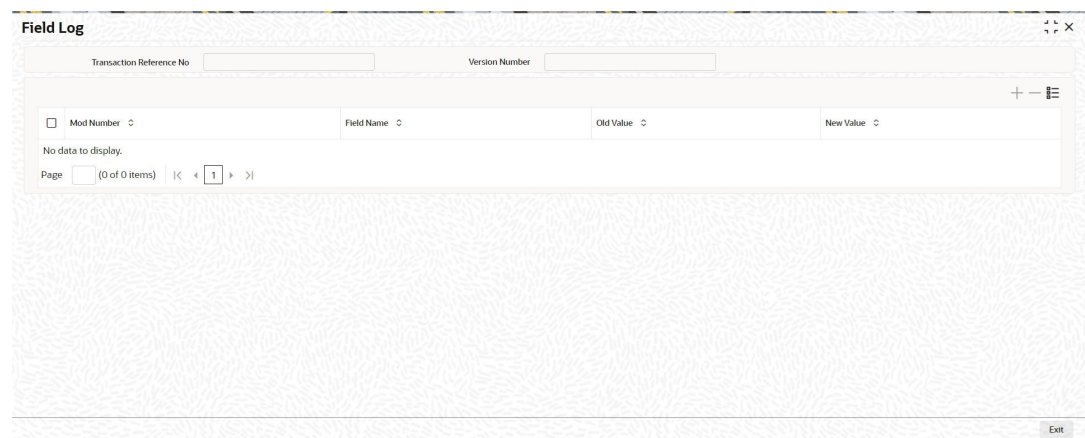 Field Log
Transaction Reference No Version Number
Mod Number Field Name Old Value New Value
No data to display.
Page (0 of 0 items) 1
Exit